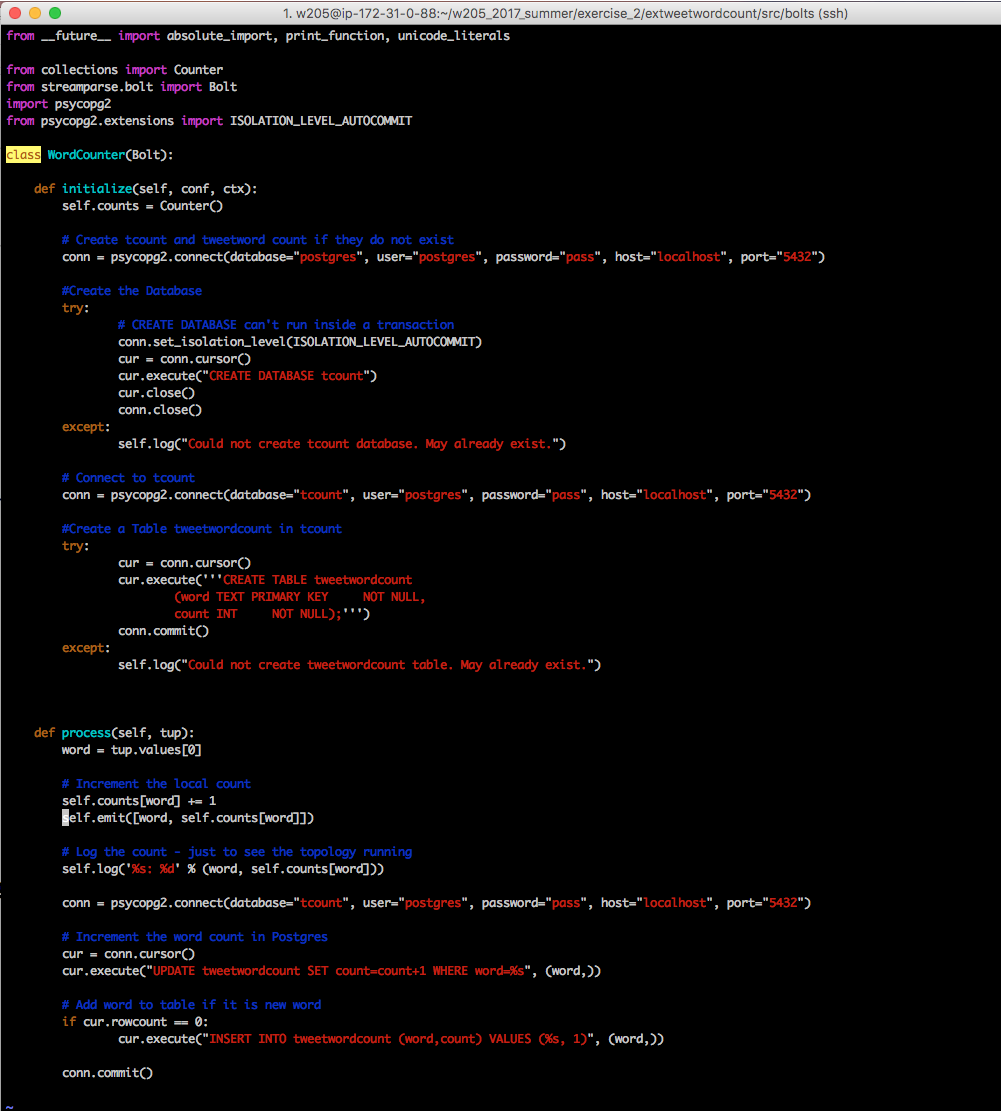 1. w205@ip-172-31-0-88:~/w205_2017_summer/exercise_2/extweetwordcount/src/bolts (ssh)
from __future__ import absolute_import, print_function, unicode_literals
from collections import Counter
from streamparse.bolt import Bolt
import psycopg2
from psycopg2.extensions import ISOLATION_LEVEL_AUTOCOMMIT
class WordCounter(Bolt):
    def initialize(self, conf, ctx):
        self.counts = Counter()
        # Create tcount and tweetword count if they do not exist
        conn = psycopg2.connect(database="postgres", user="postgres", password="pass", host="localhost", port="5432")
        #Create the Database
        try:
                # CREATE DATABASE can't run inside a transaction
                conn.set_isolation_level(ISOLATION_LEVEL_AUTOCOMMIT)
                cur = conn.cursor()
                cur.execute("CREATE DATABASE tcount")
                cur.close()
                conn.close()
        except:
                self.log("Could not create tcount database. May already exist.")
        # Connect to tcount
        conn = psycopg2.connect(database="tcount", user="postgres", password="pass", host="localhost", port="5432")
        #Create a Table tweetwordcount in tcount
        try:
                cur = conn.cursor()
                cur.execute('''CREATE TABLE tweetwordcount
                        (word TEXT PRIMARY KEY     NOT NULL,
                        count INT     NOT NULL);''')
                conn.commit()
        except:
                self.log("Could not create tweetwordcount table. May already exist.")
    def process(self, tup):
        word = tup.values[0]
        # Increment the local count
        self.counts[word] += 1
        self.emit([word, self.counts[word]])
        # Log the count - just to see the topology running
        self.log('%s: %d' % (word, self.counts[word]))
        conn = psycopg2.connect(database="tcount", user="postgres", password="pass", host="localhost", port="5432")
        # Increment the word count in Postgres
        cur = conn.cursor()
        cur.execute("UPDATE tweetwordcount SET count=count+1 WHERE word=%s", (word,))
        # Add word to table if it is new word
        if cur.rowcount == 0:
                cur.execute("INSERT INTO tweetwordcount (word,count) VALUES (%s, 1)", (word,))
        conn.commit()
~